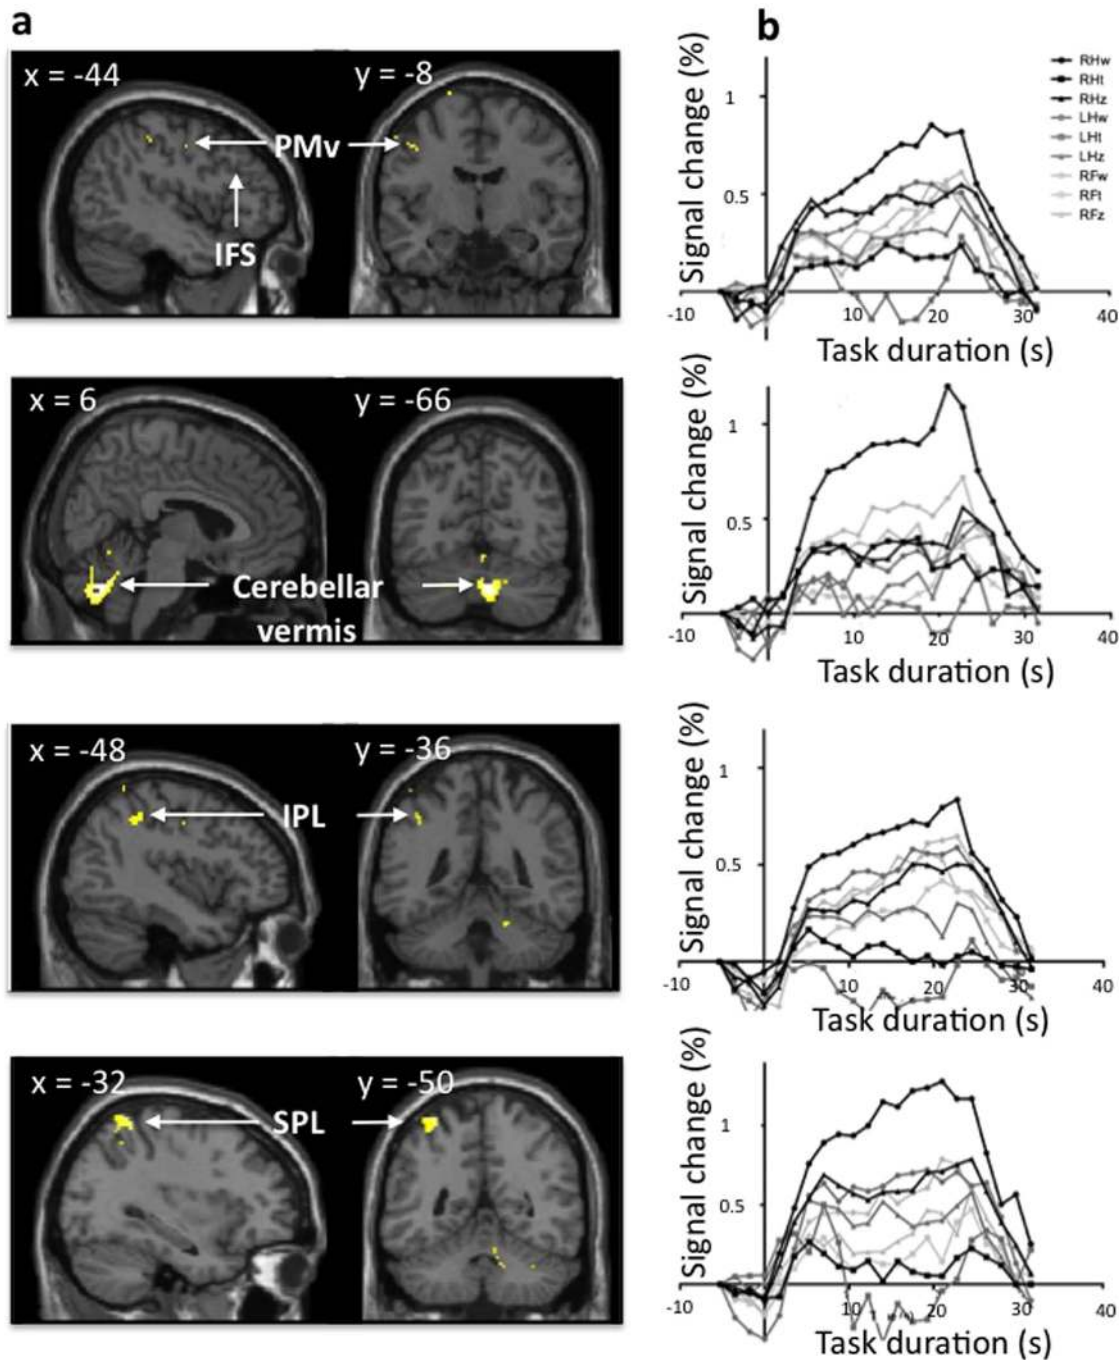 a
b
x = -44
y = -8
PMv
IFS
Signal change (%)
1
0.5
-10
10
20
30
40
Task duration (s)
RHw
RHt
RHz
LHw
LHt
LHz
RFw
RFt
RFz
x = 6
y = -66
Cerebellar
vermis
Signal change (%)
1
0.5
-10
10
20
30
40
Task duration (s)
x = -48
y = -36
IPL
Signal change (%)
1
0.5
-10
10
20
30
40
Task duration (s)
x = -32
y = -50
SPL
Signal change (%)
1
0.5
-10
10
20
30
40
Task duration (s)